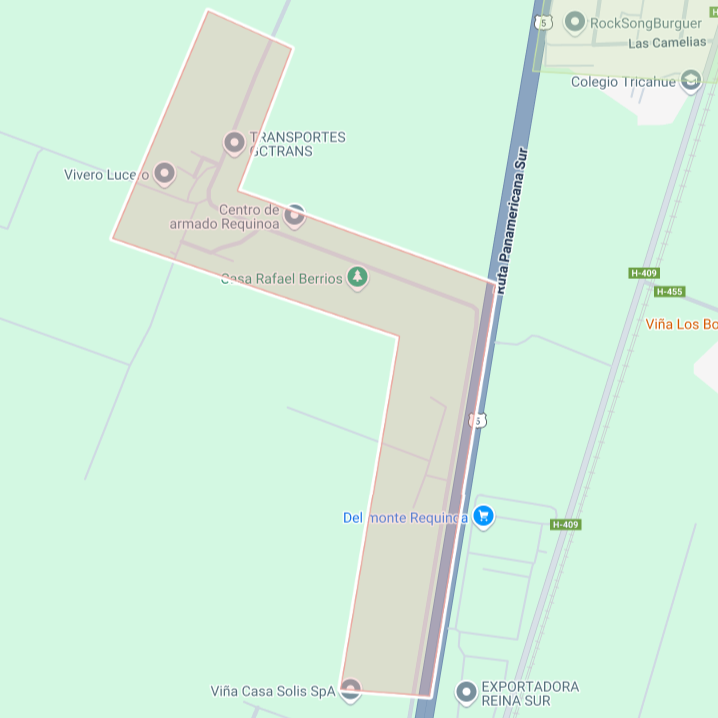 5
RockSongBurguer
H
Las Camelias
Colegio Tricahue
TRANSPORTES
GCTRANS
Vivero Lucero
Ruta Panamericana Sur
Centro de
armado Requinoa
Casa Rafael Berrios
H-409
H-455
Viña Los Bo
5
Del monte Requinoa
H-409
Viña Casa Solis SpA
EXPORTADORA
REINA SUR